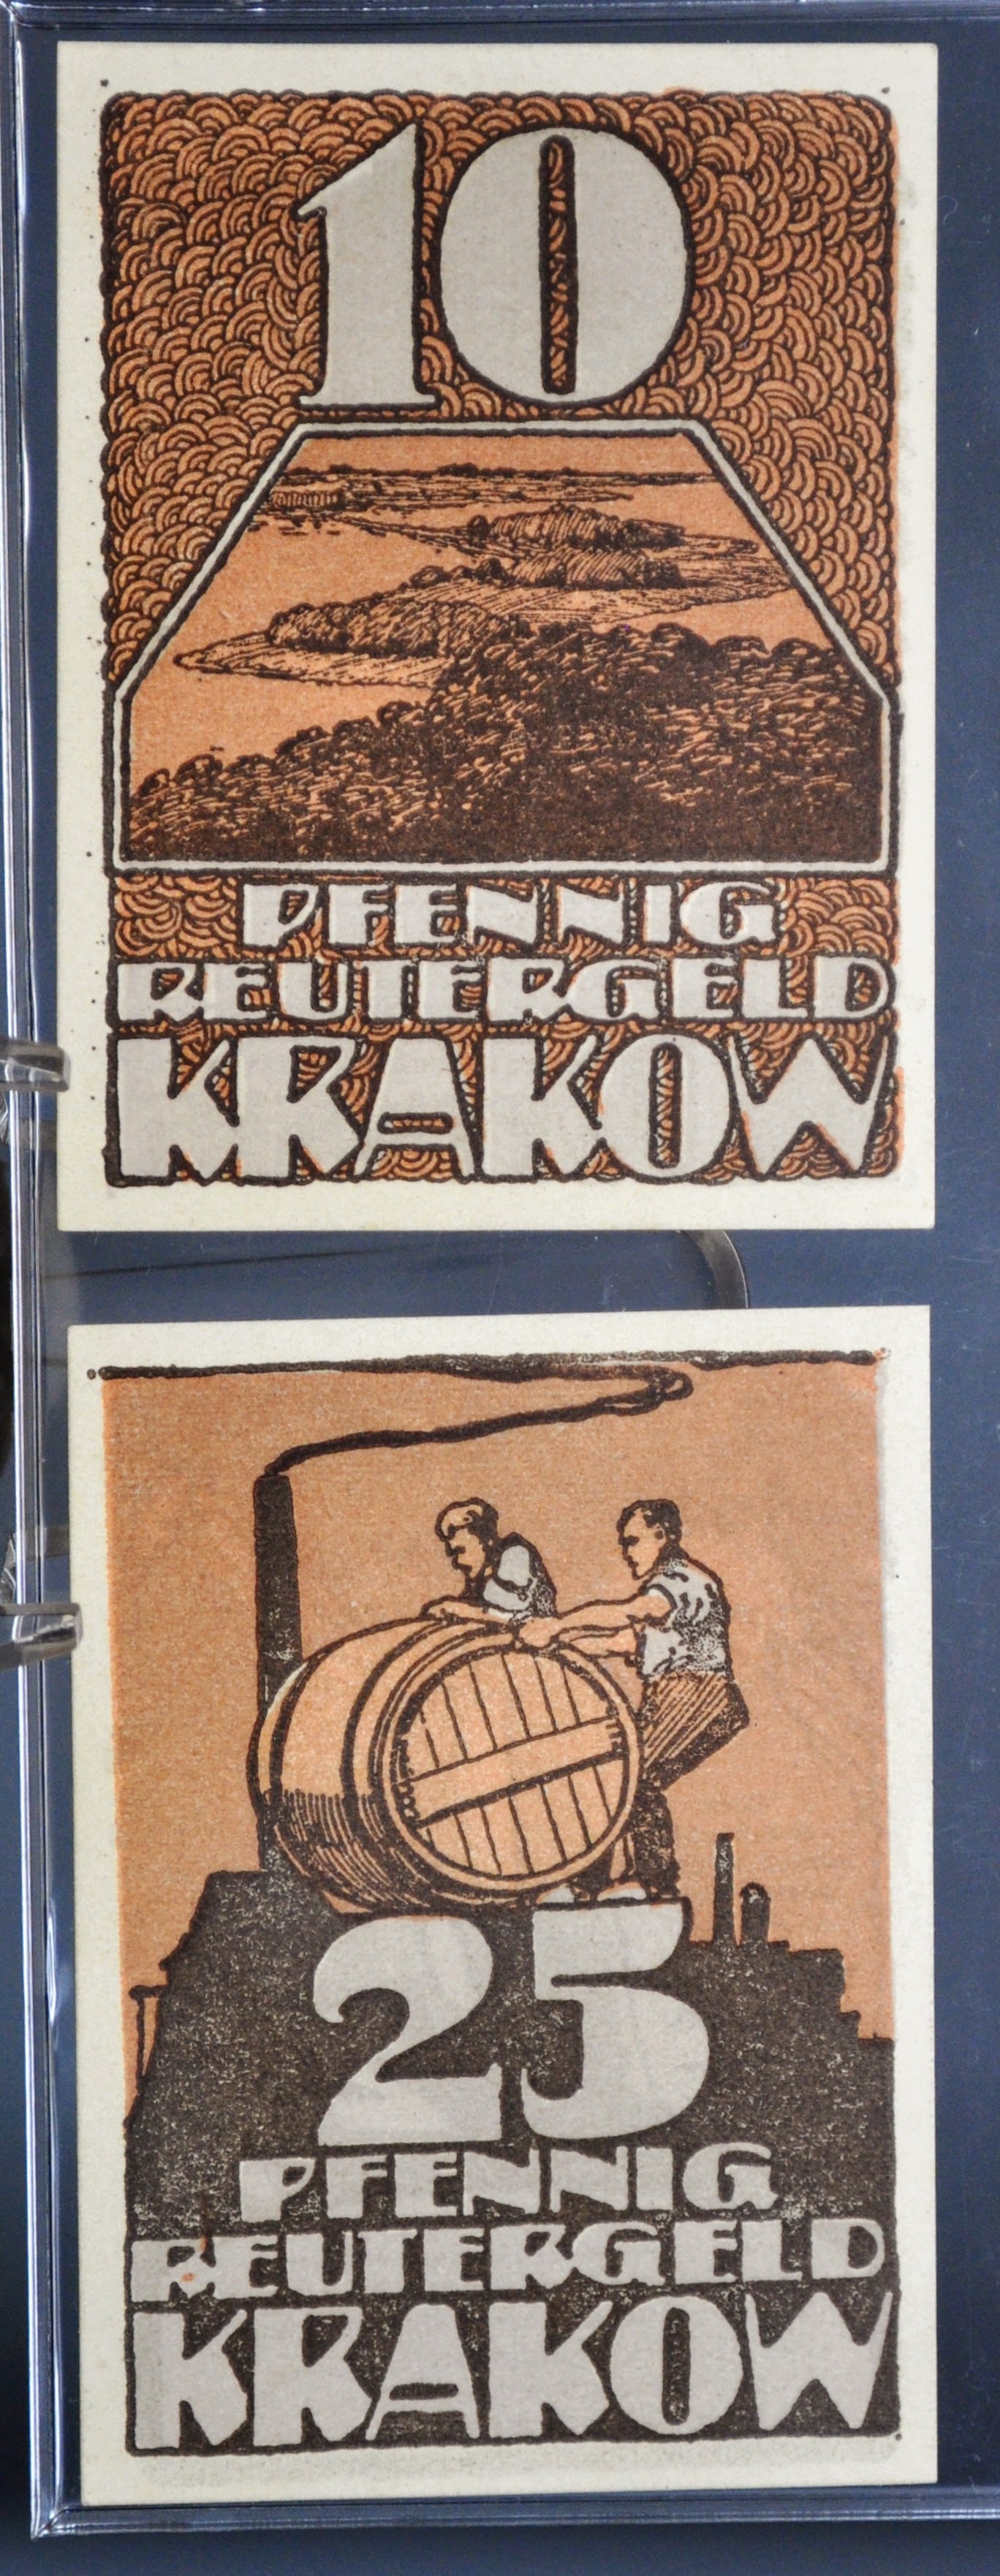 10
PFENNIG
REUTERGELD
KRAKOW
25
PFENNIG
REUTERGELD
KRAKOW